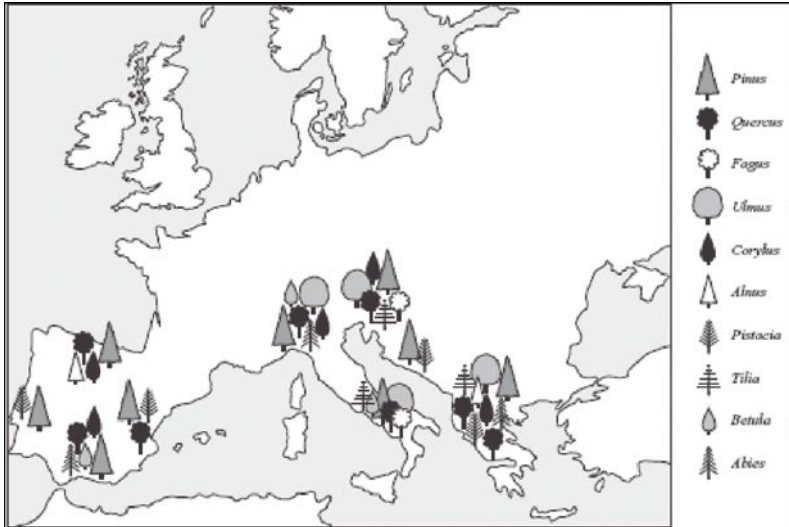 Pinus
Quercus
Fagus
Ulmus
Corylus
Alnus
Pistacia
Tilia
Betula
Abies